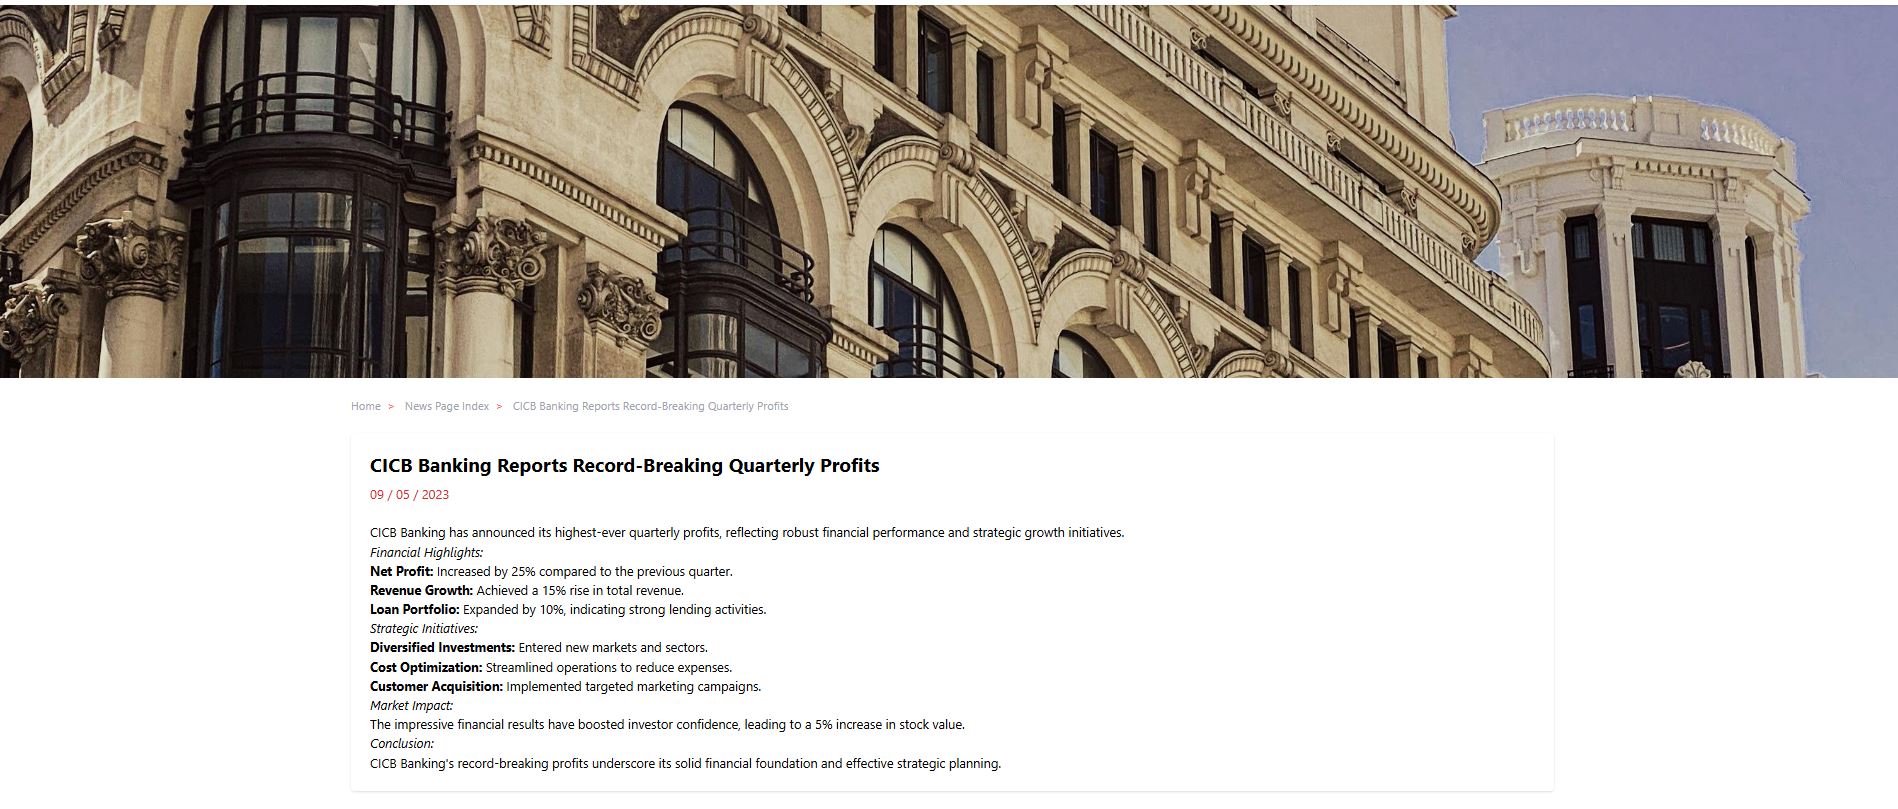 Home > News Page Index > CICB Banking Reports Record-Breaking Quarterly Profits
CICB Banking Reports Record-Breaking Quarterly Profits
09 / 05 / 2023
CICB Banking has announced its highest-ever quarterly profits, reflecting robust financial performance and strategic growth initiatives.
Financial Highlights:
Net Profit: Increased by 25% compared to the previous quarter.
Revenue Growth: Achieved a 15% rise in total revenue.
Loan Portfolio: Expanded by 10%, indicating strong lending activities.
Strategic Initiatives:
Diversified Investments: Entered new markets and sectors.
Cost Optimization: Streamlined operations to reduce expenses.
Customer Acquisition: Implemented targeted marketing campaigns.
Market Impact:
The impressive financial results have boosted investor confidence, leading to a 5% increase in stock value.
Conclusion:
CICB Banking's record-breaking profits underscore its solid financial foundation and effective strategic planning.